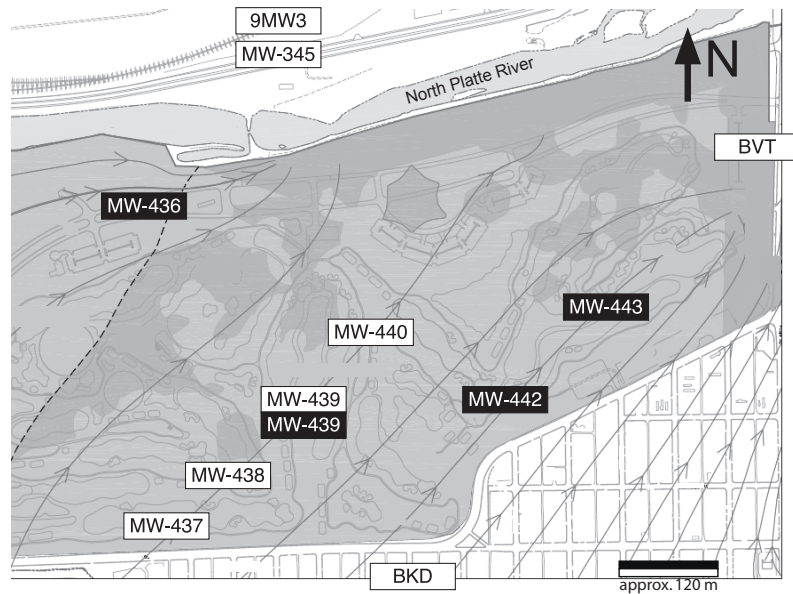 9MW3
MW-345
North Platte River
N
BVT
MW-436
MW-443
MW-440
MW-439
MW-439
MW-442
MW-438
MW-437
BKD
approx. 120 m